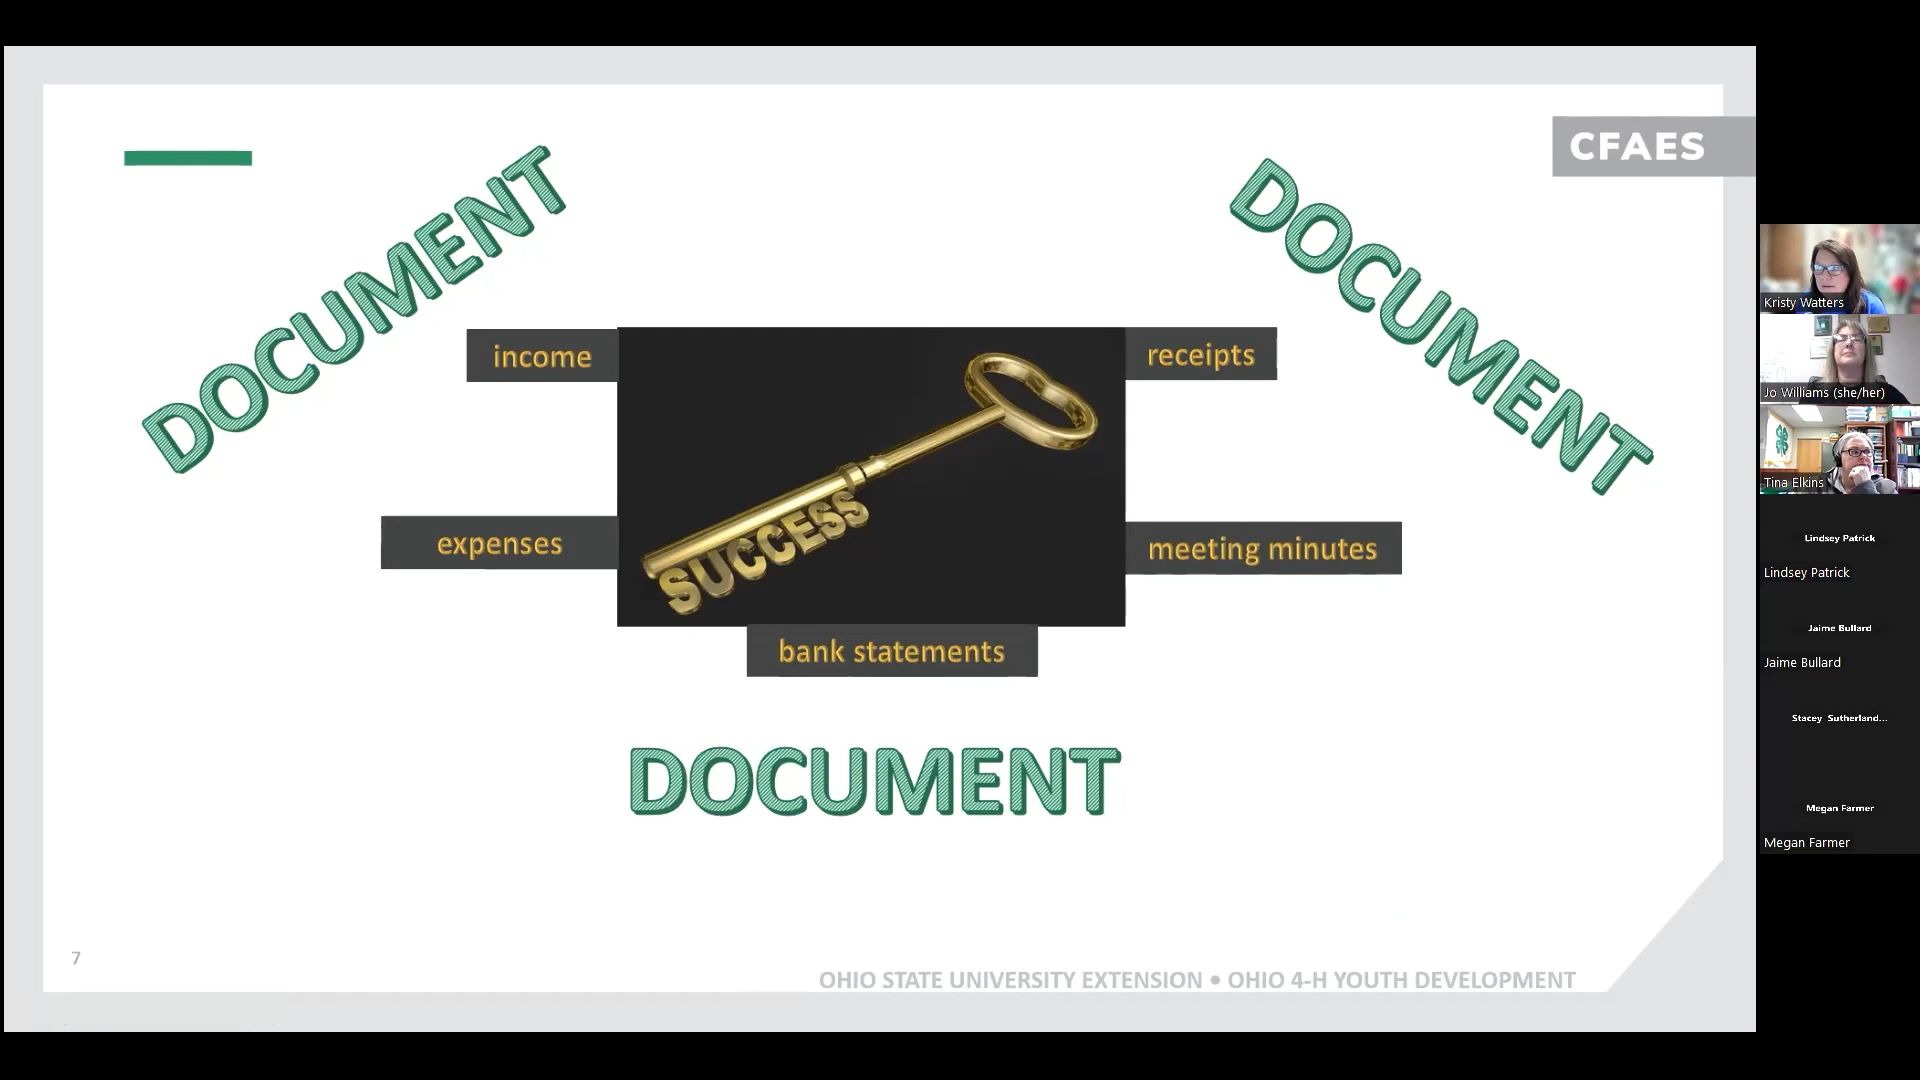 CFAES
DOCUMENT
DOCUMENT
income
receipts
SUCCESS
expenses
meeting minutes
bank statements
DOCUMENT
7
OHIO STATE UNIVERSITY EXTENSION • OHIO 4-H YOUTH DEVELOPMENT
Kristy Watters
Jo Williams (she/her)
Tina Elkins
Lindsey Patrick
Lindsey Patrick
Jaime Bullard
Jaime Bullard
Stacey Sutherland...
Megan Farmer
Megan Farmer